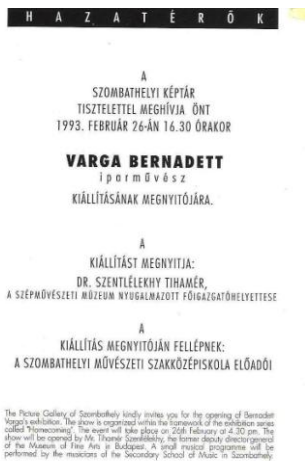 HAZATÉRŐK
A
SZOMBATHELYI KÉPTÁR
TISZTELETTEL MEGHÍVJA ÖNT
1993. FEBRUÁR 26-ÁN 16.30 ÓRAKOR
VARGA BERNADETT
iparművész
KIÁLLÍTÁSÁNAK MEGNYITÓJÁRA.
A
KIÁLLÍTÁST MEGNYITJA:
DR. SZENTLÉLEKHY TIHAMÉR,
A SZÉPMŰVÉSZETI MÚZEUM NYUGALMAZOTT FŐIGAZGATÓHELYETTESE
A
KIÁLLÍTÁS MEGNYITÓJÁN FELLÉPNEK:
A SZOMBATHELYI MŰVÉSZETI SZAKKÖZÉPISKOLA ELŐADÓI
The Picture Gallery of Szombathely kindly invites you for the opening of Bernadett
Varga's exhibition. The show is organized within the framework of the exhibition series
called "Homecoming". The event will take place on 26th February at 4.30 pm. The
show will be opened by Mr. Tihamér Szentlélekhy, the former deputy directorgeneral
of the Museum of Fine Arts in Budapest. A small musical programme will be
performed by the musicians of the Secondary School of Music in Szombathely.